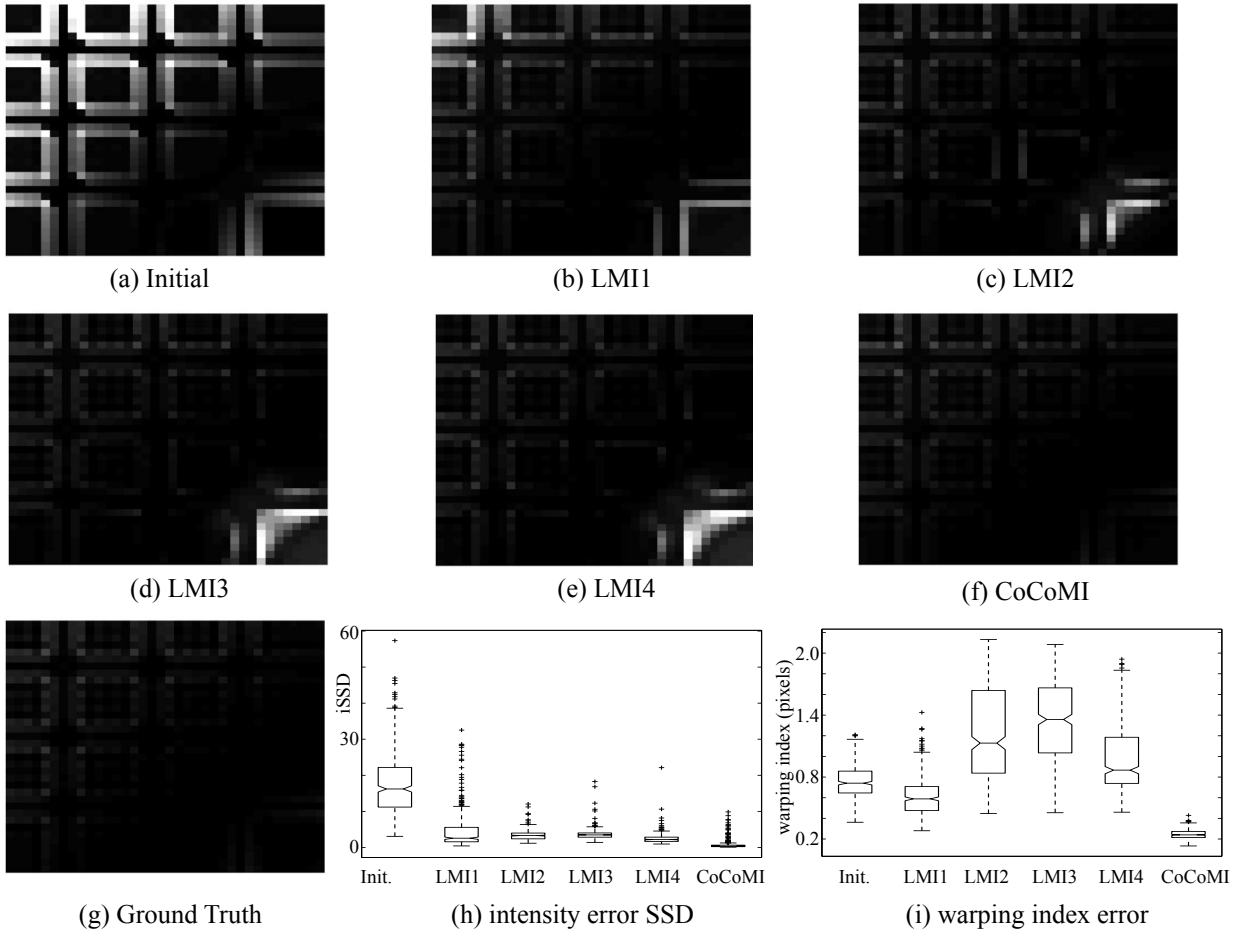 (a) Initial
(b) LMI1
(c) LMI2
(d) LMI3
(e) LMI4
(f) CoCoMI
(g) Ground Truth
60
30
0
iSSD
Init. LMI1 LMI2 LMI3 LMI4 CoCoMI
(h) intensity error SSD
2.0
1.4
0.8
0.2
warping index (pixels)
Init. LMI1 LMI2 LMI3 LMI4 CoCoMI
(i) warping index error